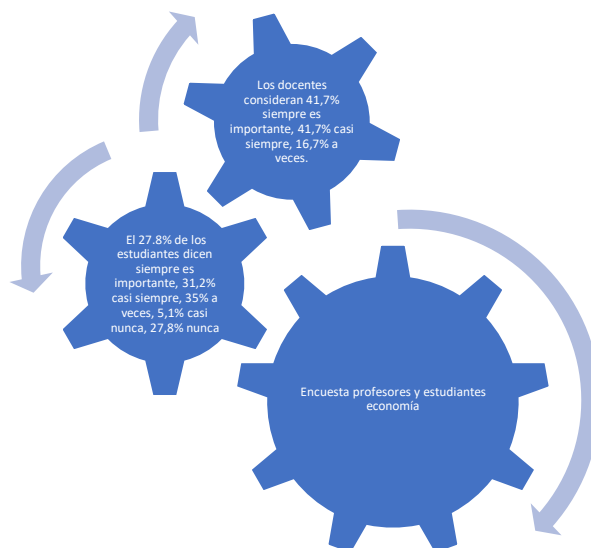 Los docentes
consideran 41,7%
siempre es
importante, 41,7% casi
siempre, 16,7% a
veces.
El 27.8% de los
estudiantes dicen
siempre es
importante, 31,2%
casi siempre, 35% a
veces, 5,1% casi
nunca, 27,8% nunca
Encuesta profesores y estudiantes
economía